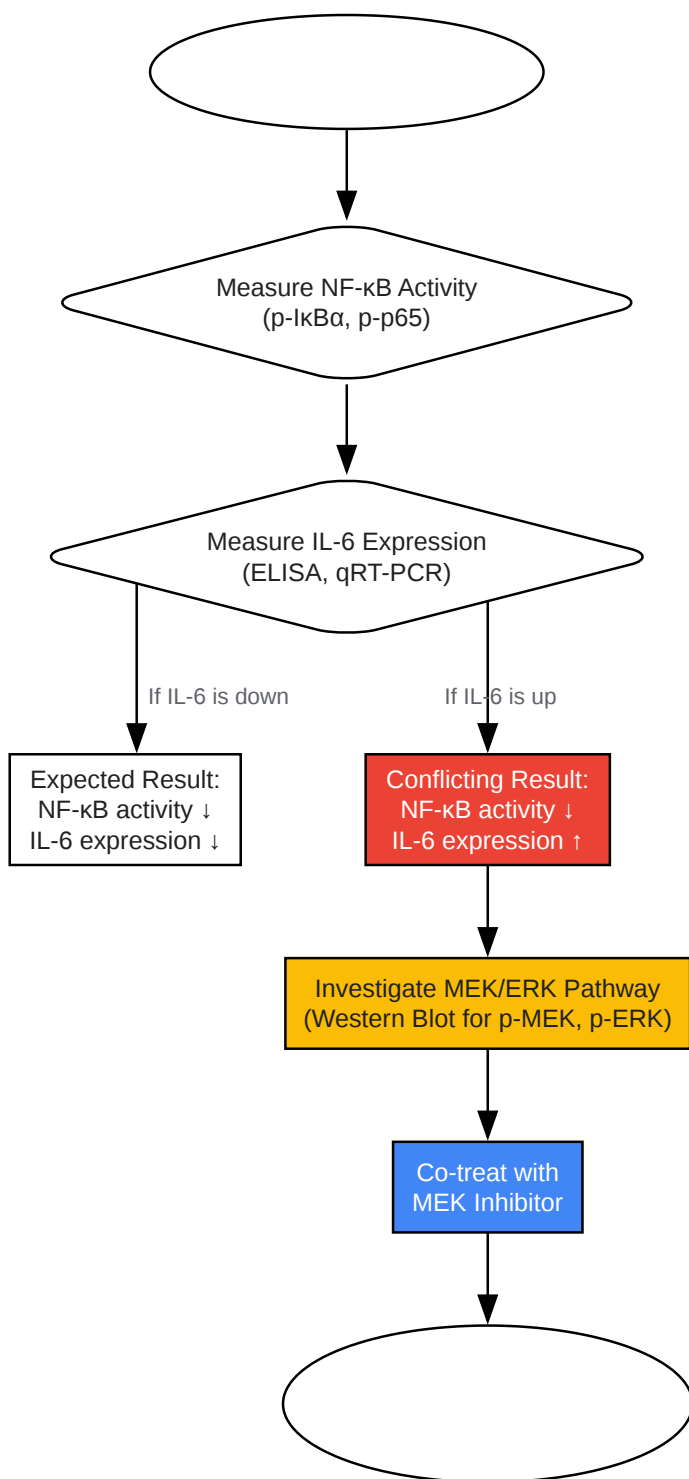 Measure NF-κB Activity
(p-IκBα, p-p65)
Measure IL-6 Expression
(ELISA, qRT-PCR)
If IL-6 is down
If IL-6 is up
Expected Result:
NF-κB activity ↓
IL-6 expression ↓
Conflicting Result:
NF-κB activity ↓
IL-6 expression ↑
Investigate MEK/ERK Pathway
(Western Blot for p-MEK, p-ERK)
Co-treat with
MEK Inhibitor